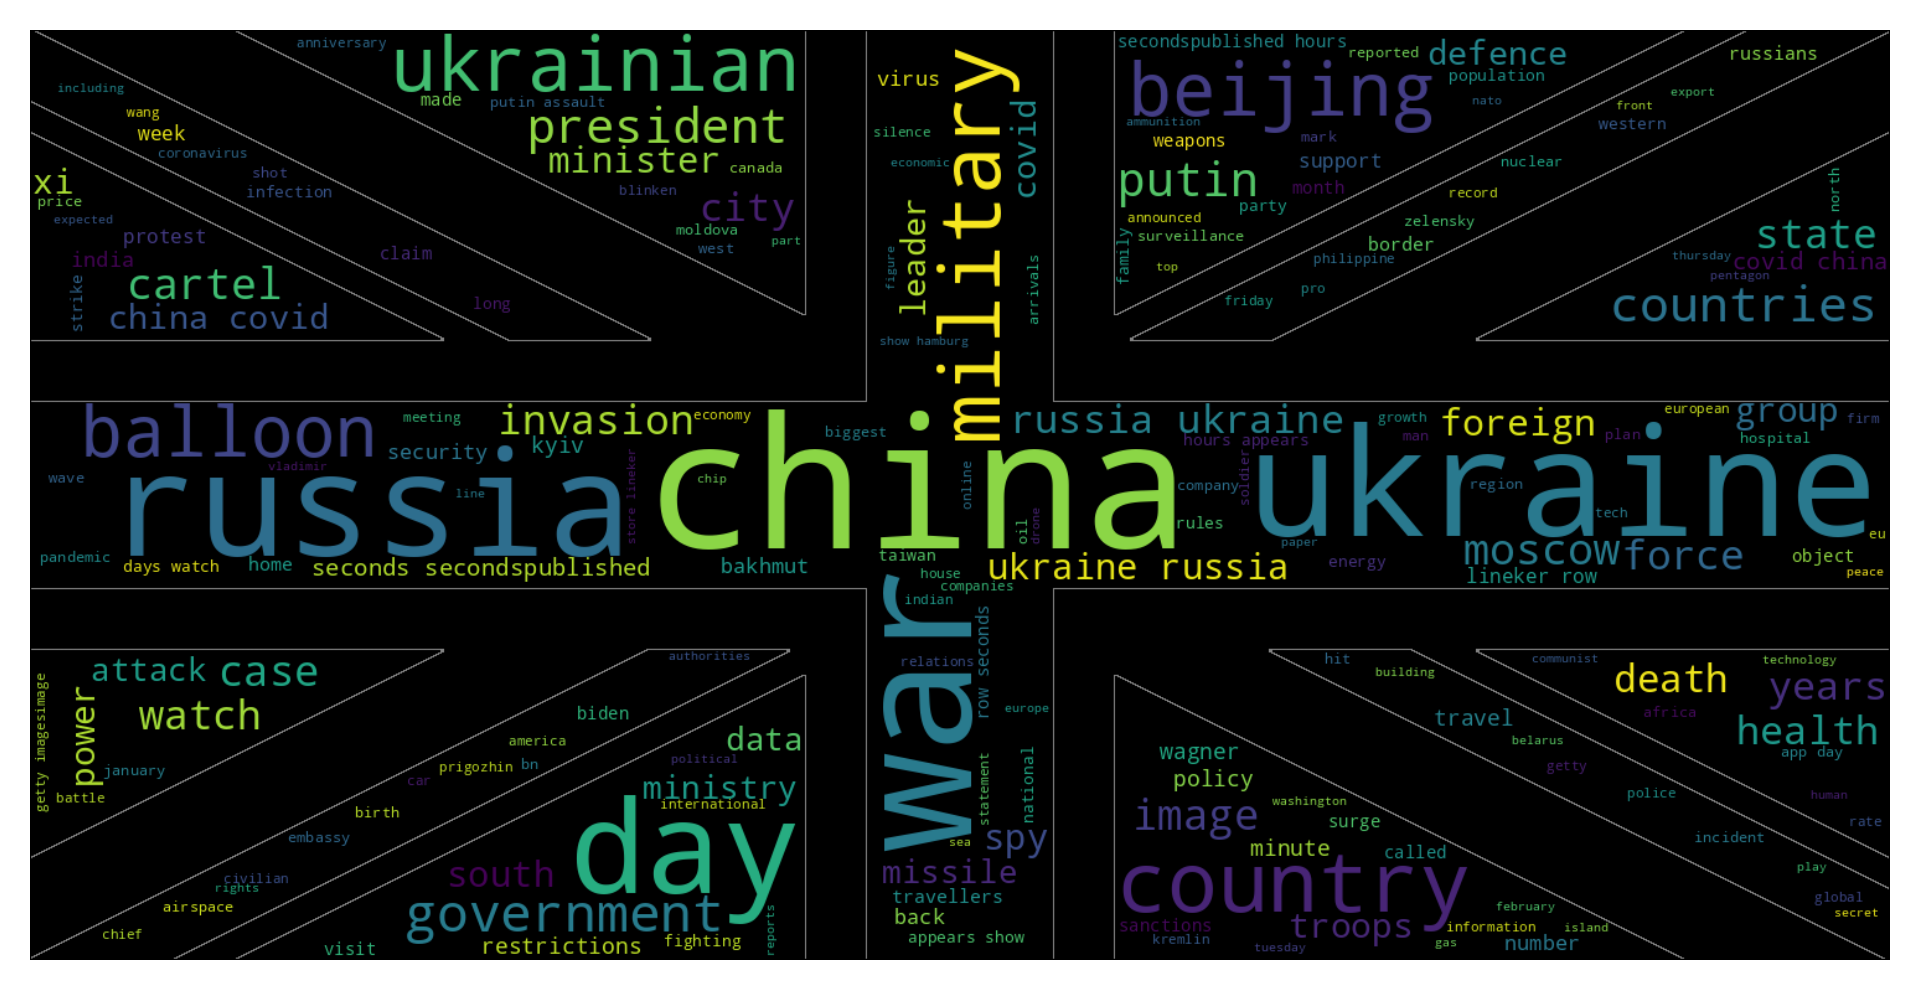 anniversary
ukrainian
including
made
putin assault
wang
week
president
coronavirus
minister
canada
shot
infection
blinken
xi
price
city
expected
moldova
protest
west
part
claim
india
cartel
strike
long
china covid
virus
military
covid
silence
economic
leader
figure
arrivals
show hamburg
secondspublished hours
reported
defence
russians
beijing
population
nato
export
front
ammunition
western
weapons
mark
support
nuclear
putin
month
record
north
party
announced
zelensky
surveillance
border
state
family
philippine
thursday
covid china
top
pentagon
pro
friday
countries
balloon
meeting
invasion
economy
biggest
russia ukraine
growth
foreign
european
group
firm
security
kyiv
hours appears
man
plan
hospital
vladimir
wave
russia
line
store lineker
china
chip
online
company
soldier
ukraine
region
tech
oil
drone
rules
paper
eu
pandemic
days watch
home
seconds secondspublished
bakhmut
taiwan
ukraine russia
energy
moscow
force
object
lineker row
peace
house
companies
indian
war
row seconds
relations
europe
statement
national
sea
spy
missile
travellers
back
appears show
authorities
attack
case
getty imagesimage
power
watch
biden
january
america
data
battle
prigozhin
bn
political
car
ministry
international
birth
embassy
day
civilian
south
rights
airspace
government
reports
chief
visit
restrictions
fighting
hit
communist
technology
building
death
years
travel
africa
health
belarus
wagner
app day
policy
getty
image
washington
police
human
surge
rate
incident
minute
called
country
play
global
february
secret
sanctions
troops
information
island
kremlin
tuesday
gas
number